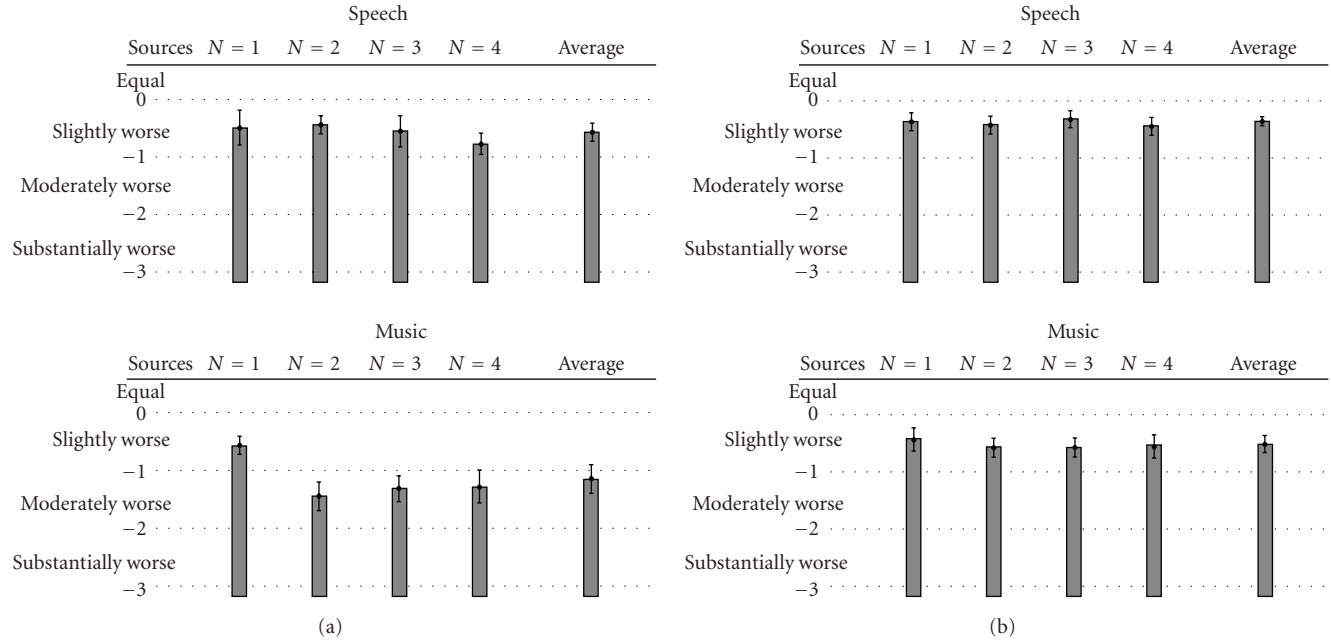 Speech
Sources N = 1 N = 2 N = 3 N = 4 Average
Equal
0
Slightly worse
−1
Moderately worse
−2
Substantially worse
−3
Music
Sources N = 1 N = 2 N = 3 N = 4 Average
Equal
0
Slightly worse
−1
Moderately worse
−2
Substantially worse
−3
(a)
Speech
Sources N = 1 N = 2 N = 3 N = 4 Average
Equal
0
Slightly worse
−1
Moderately worse
−2
Substantially worse
−3
Music
Sources N = 1 N = 2 N = 3 N = 4 Average
Equal
0
Slightly worse
−1
Moderately worse
−2
Substantially worse
−3
(b)